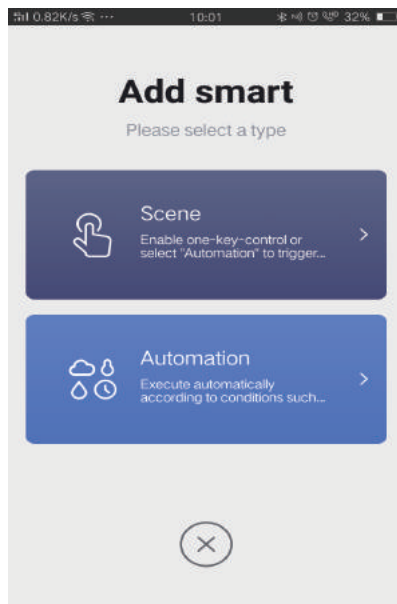 0.82K/s ... 10:01 32%
Add smart
Please select a type
Scene
Enable one-key-control or
select "Automation" to trigger...
Automation
Execute automatically
according to conditions such...